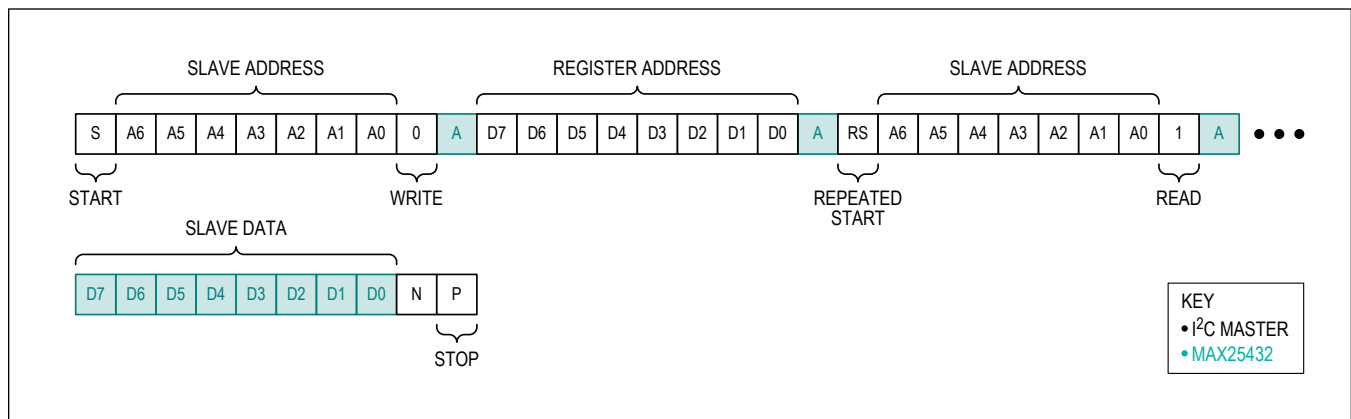 SLAVE ADDRESS REGISTER ADDRESS SLAVE ADDRESS
S A6 A5 A4 A3 A2 A1 A0 0 A D7 D6 D5 D4 D3 D2 D1 D0 A RS A6 A5 A4 A3 A2 A1 A0 1 A •••
START WRITE REPEATED START READ
SLAVE DATA
D7 D6 D5 D4 D3 D2 D1 D0 N P
STOP
KEY
• I²C MASTER
• MAX25432